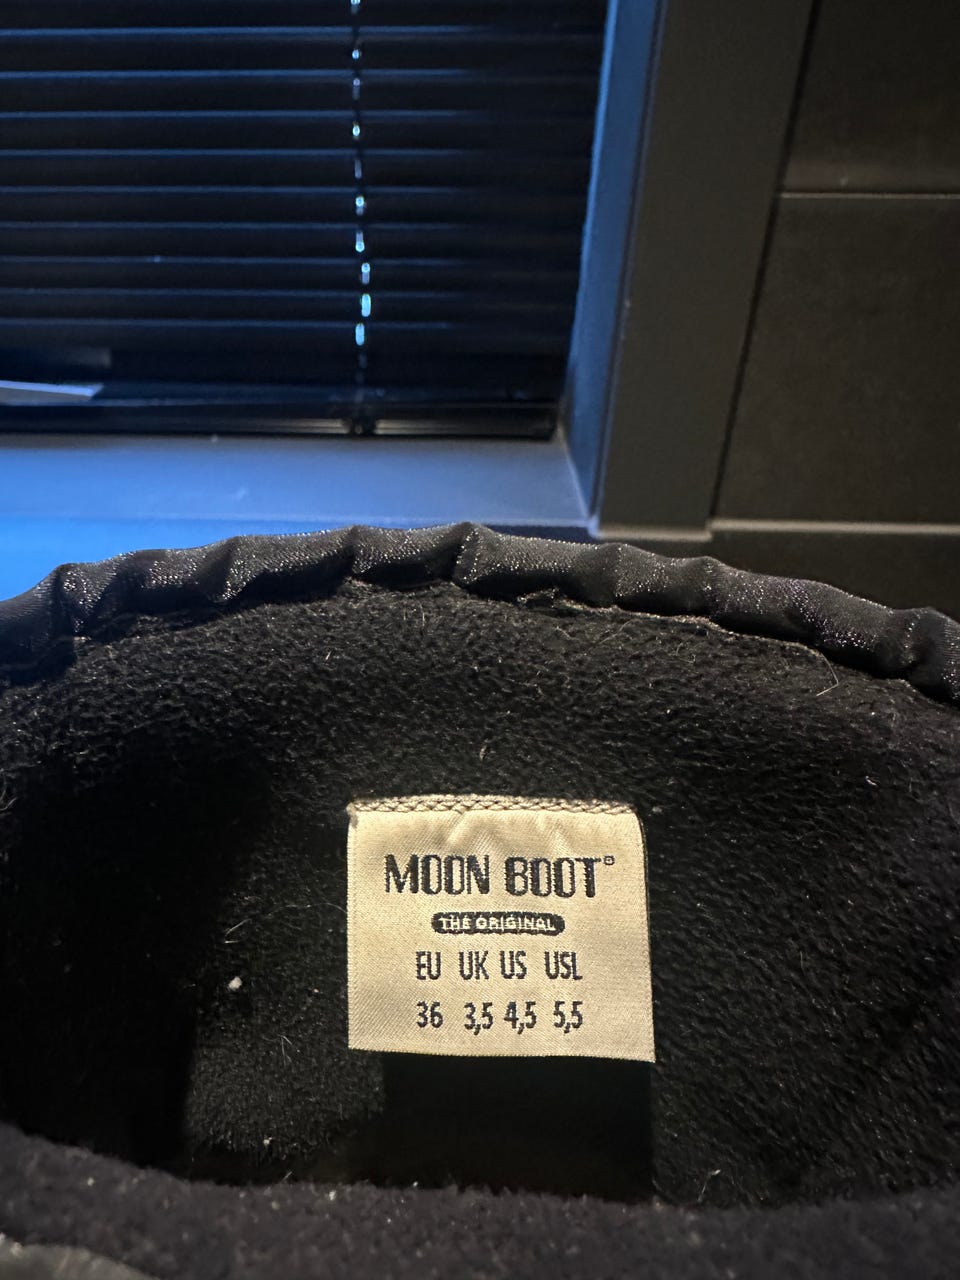 MOON BOOT®
THE ORIGINAL
EU UK US USL
36 3,5 4,5 5,5